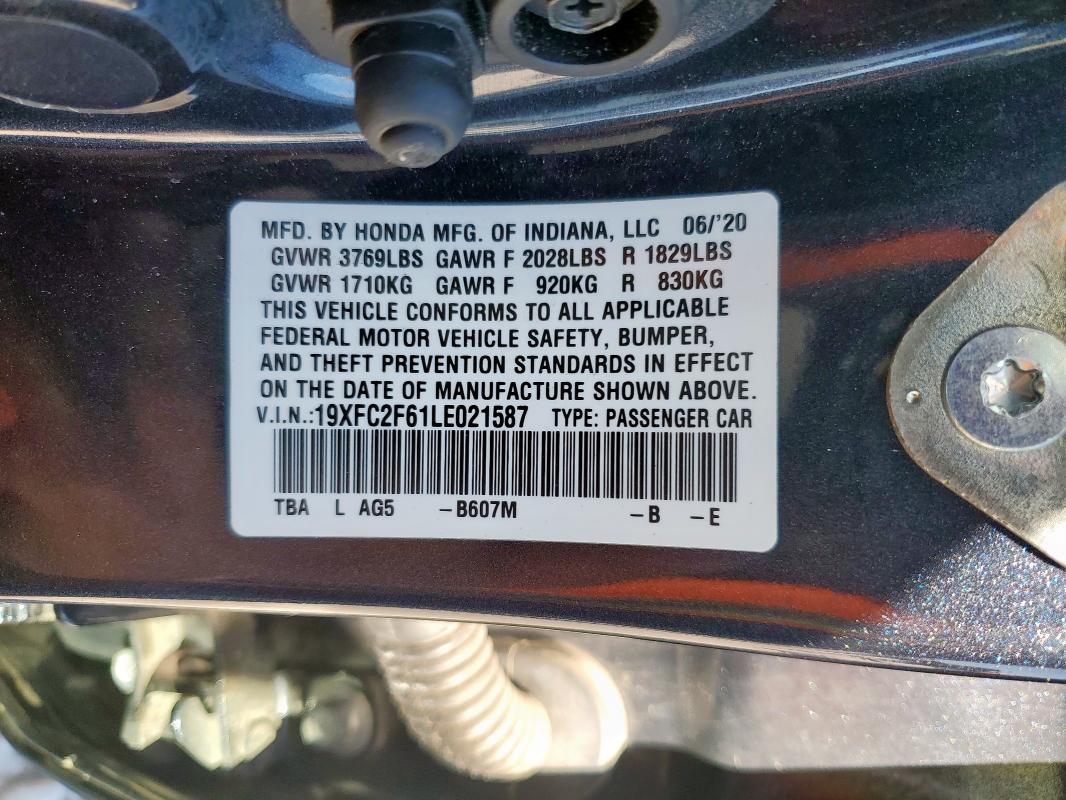 MFD. BY HONDA MFG. OF INDIANA, LLC 06/'20
GVWR 3769LBS GAWR F 2028LBS R 1829LBS
GVWR 1710KG GAWR F 920KG R 830KG
THIS VEHICLE CONFORMS TO ALL APPLICABLE
FEDERAL MOTOR VEHICLE SAFETY, BUMPER,
AND THEFT PREVENTION STANDARDS IN EFFECT
ON THE DATE OF MANUFACTURE SHOWN ABOVE.
V.I.N.:19XFC2F61LE021587 TYPE: PASSENGER CAR
TBA L AG5 -B607M -B -E